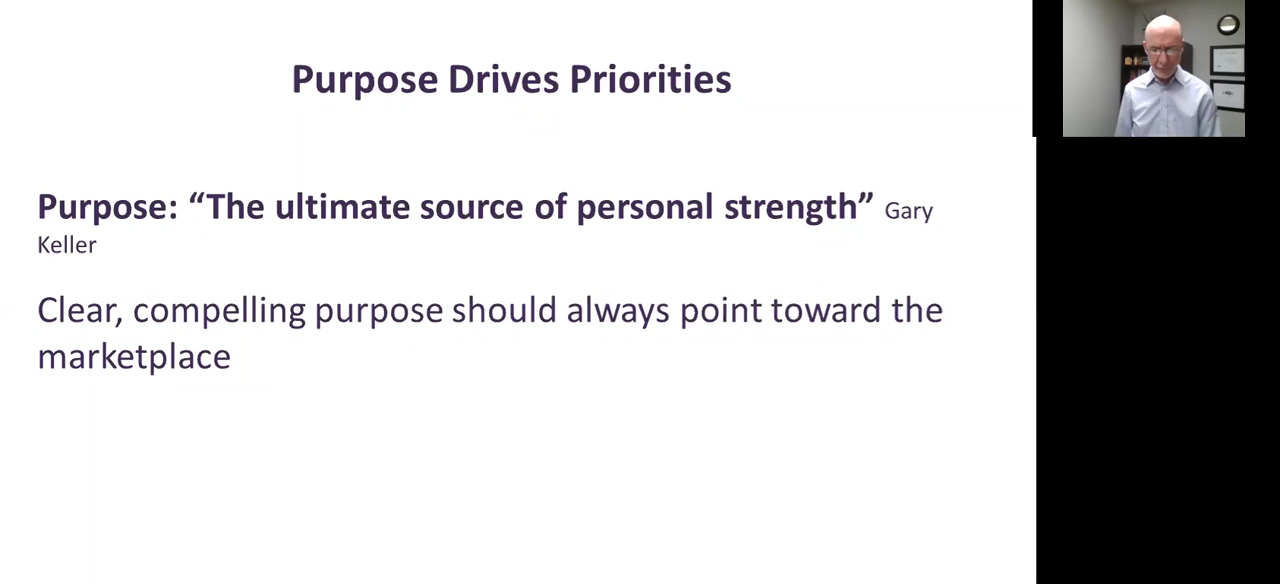 Purpose Drives Priorities
Purpose: “The ultimate source of personal strength” Gary
Keller
Clear, compelling purpose should always point toward the
marketplace